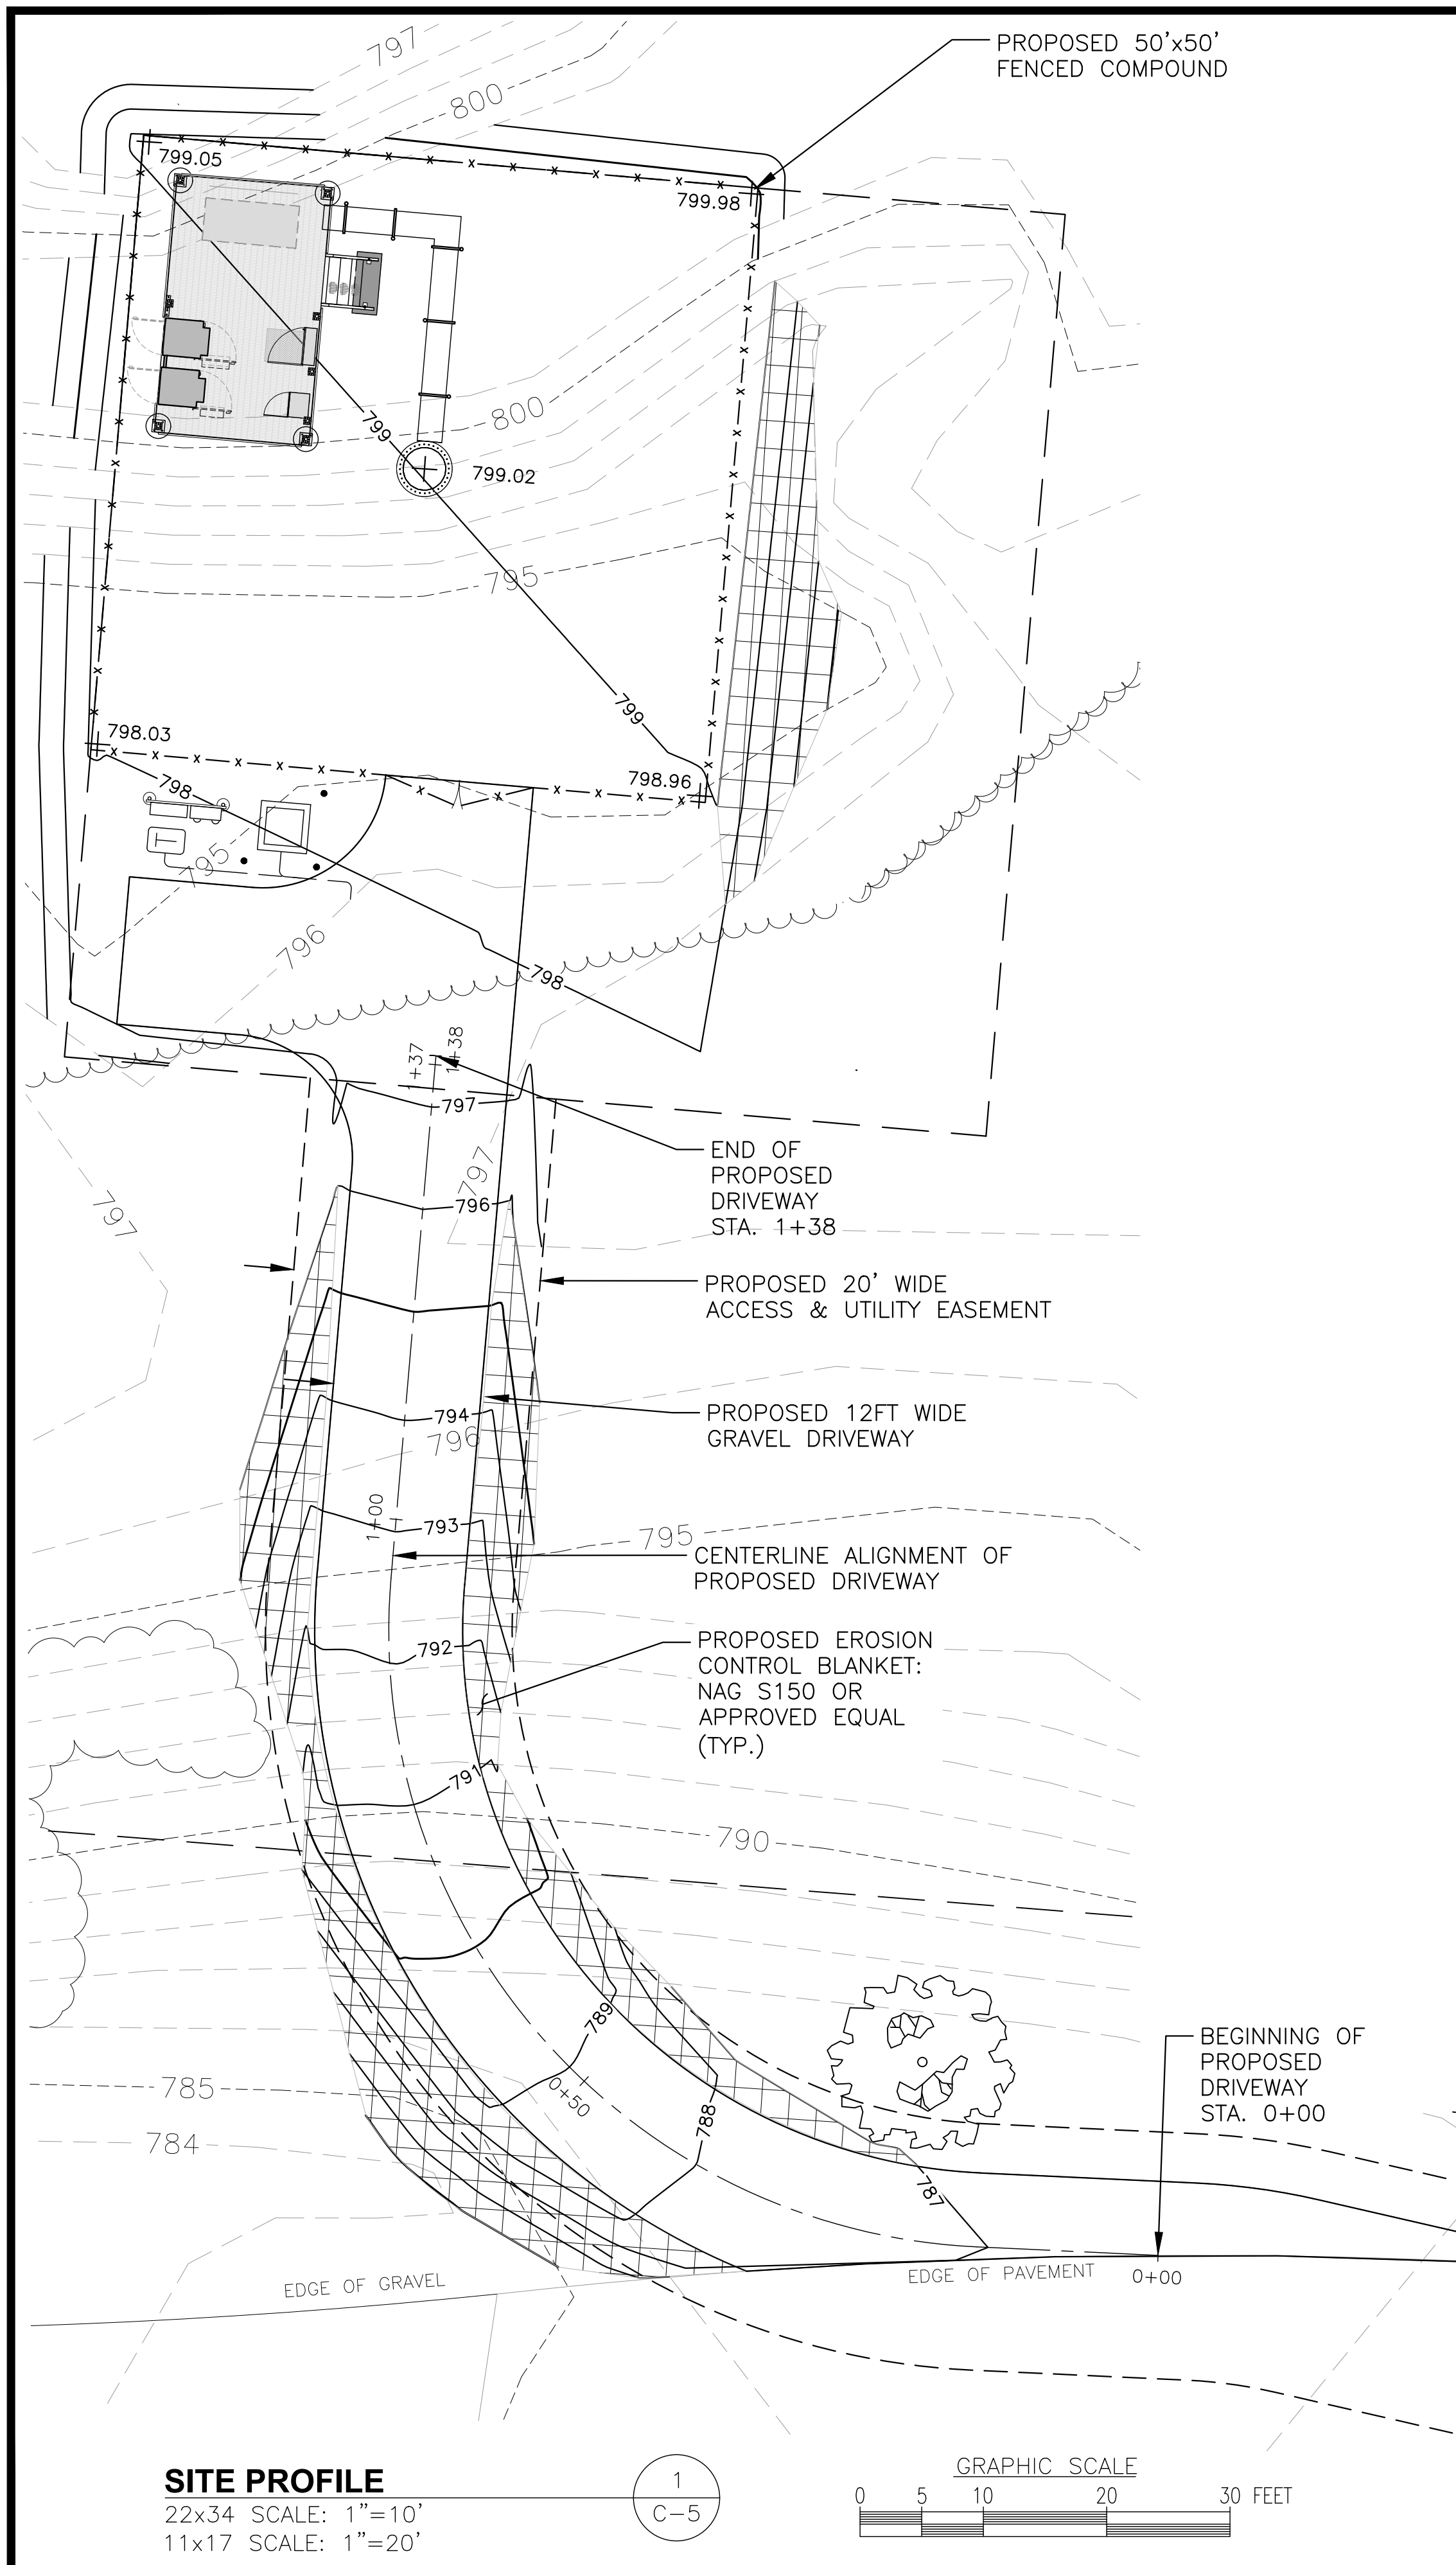 797
PROPOSED 50'x50'
FENCED COMPOUND
800
799.05
799.98
799
800
799.02
795
799
798.03
798.96
798
795
796
798
1+37
1+38
797
END OF
PROPOSED
DRIVEWAY
STA. 1+38
797
796
797
PROPOSED 20' WIDE
ACCESS & UTILITY EASEMENT
794
PROPOSED 12FT WIDE
GRAVEL DRIVEWAY
796
1+00
793
795
CENTERLINE ALIGNMENT OF
PROPOSED DRIVEWAY
792
PROPOSED EROSION
CONTROL BLANKET:
NAG S150 OR
APPROVED EQUAL
(TYP.)
791
790
789
0+50
788
785
784
787
BEGINNING OF
PROPOSED
DRIVEWAY
STA. 0+00
EDGE OF GRAVEL
EDGE OF PAVEMENT
0+00
SITE PROFILE
22x34 SCALE: 1"=10'
11x17 SCALE: 1"=20'
1
C-5
GRAPHIC SCALE
0 5 10 20 30 FEET